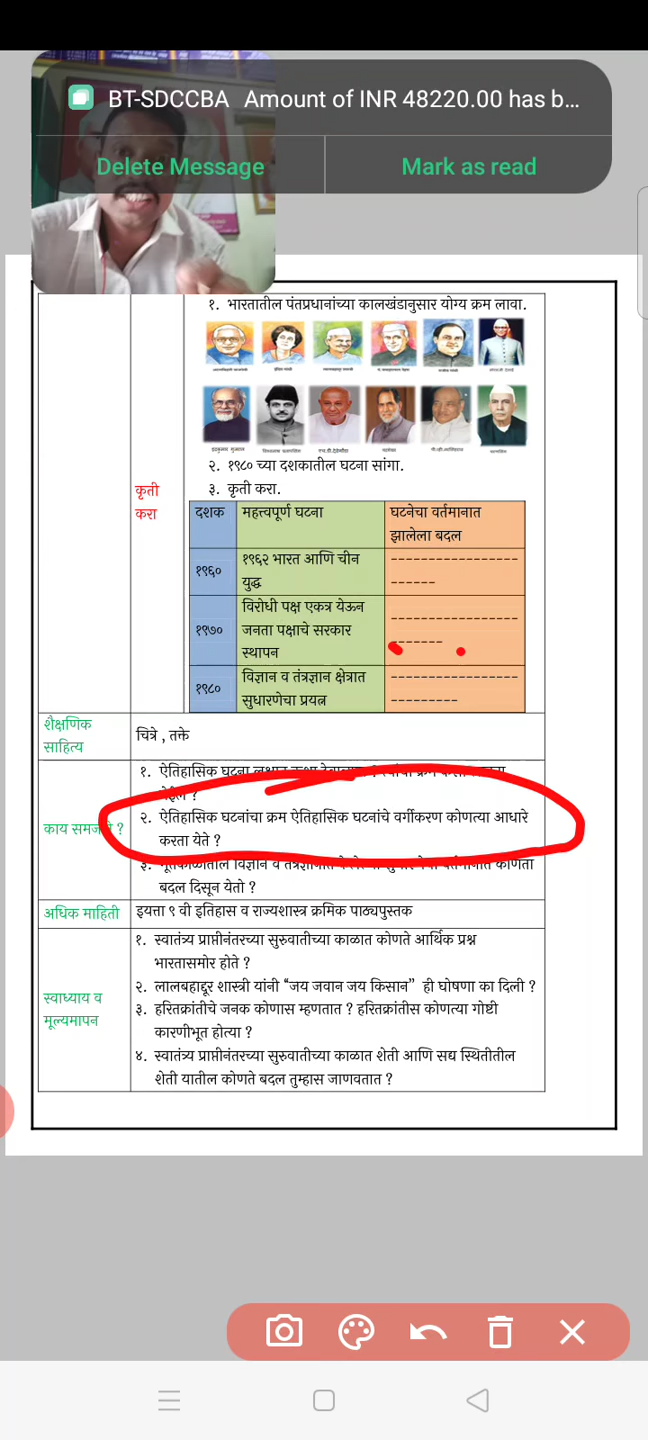 BT-SDCCBA Amount of INR 48220.00 has b...
Delete Message Mark as read
१. भारतातील पंतप्रधानांच्या कालखंडानुसार योग्य क्रम लावा.
इंदिरा गांधी
इंद्रकुमार गुजराल
२. १९८० च्या दशकातील घटना सांगा.
कृती करा
३. कृती करा.
दशक महत्त्वपूर्ण घटना घटनेचा वर्तमानात
झालेला बदल
१९६० १९६२ भारत आणि चीन
युद्ध
१९७० विरोधी पक्ष एकत्र येऊन
जनता पक्षाचे सरकार
स्थापन
१९८० विज्ञान व तंत्रज्ञान क्षेत्रात
सुधारणेचा प्रयत्न
शैक्षणिक
साहित्य
चित्रे , तक्ते
१. ऐतिहासिक घटना
येईल ?
काय ?
२. ऐतिहासिक घटनांचा क्रम ऐतिहासिक घटनांचे वर्गीकरण कोणत्या आधारे
करता येते ?
३. विज्ञान व
बदल दिसून येतो ?
अधिक माहिती इयत्ता ९ वी इतिहास व राज्यशास्त्र क्रमिक पाठ्यपुस्तक
स्वाध्याय व
मूल्यमापन
१. स्वातंत्र्य प्राप्तीनंतरच्या सुरुवातीच्या काळात कोणते आर्थिक प्रश्न
भारतासमोर होते ?
२. लालबहाद्दूर शास्त्री यांनी “जय जवान जय किसान” ही घोषणा का दिली ?
३. हरितक्रांतीचे जनक कोणास म्हणतात ? हरितक्रांतीस कोणत्या गोष्टी
कारणीभूत होत्या ?
४. स्वातंत्र्य प्राप्तीनंतरच्या सुरुवातीच्या काळात शेती आणि सद्य स्थितीतील
शेती यातील कोणते बदल तुम्हास जाणवतात ?